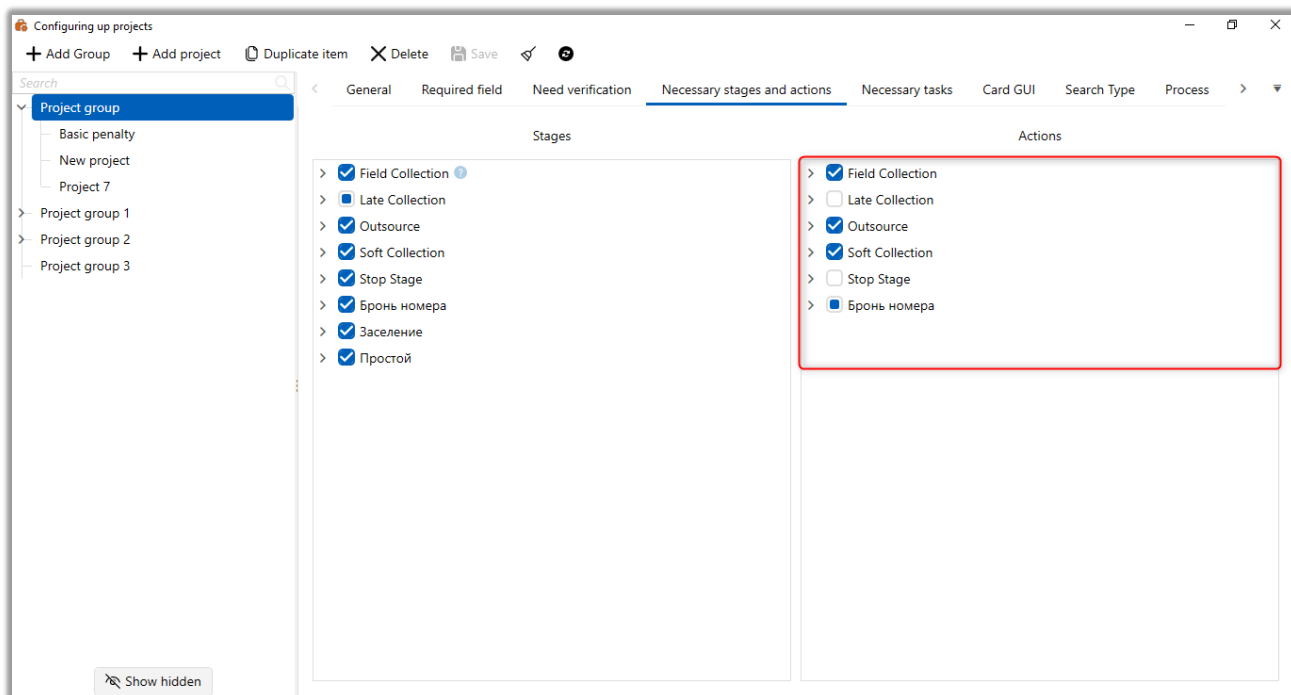 Configuring up projects
Add Group Add project Duplicate item Delete Save
Search
General Required field Need verification Necessary stages and actions Necessary tasks Card GUI Search Type Process
Project group
Basic penalty
New project
Project 7
Project group 1
Project group 2
Project group 3
Stages
Field Collection ?
Late Collection
Outsource
Soft Collection
Stop Stage
Бронь номера
Заселение
Простой
Actions
Field Collection
Late Collection
Outsource
Soft Collection
Stop Stage
Бронь номера
Show hidden